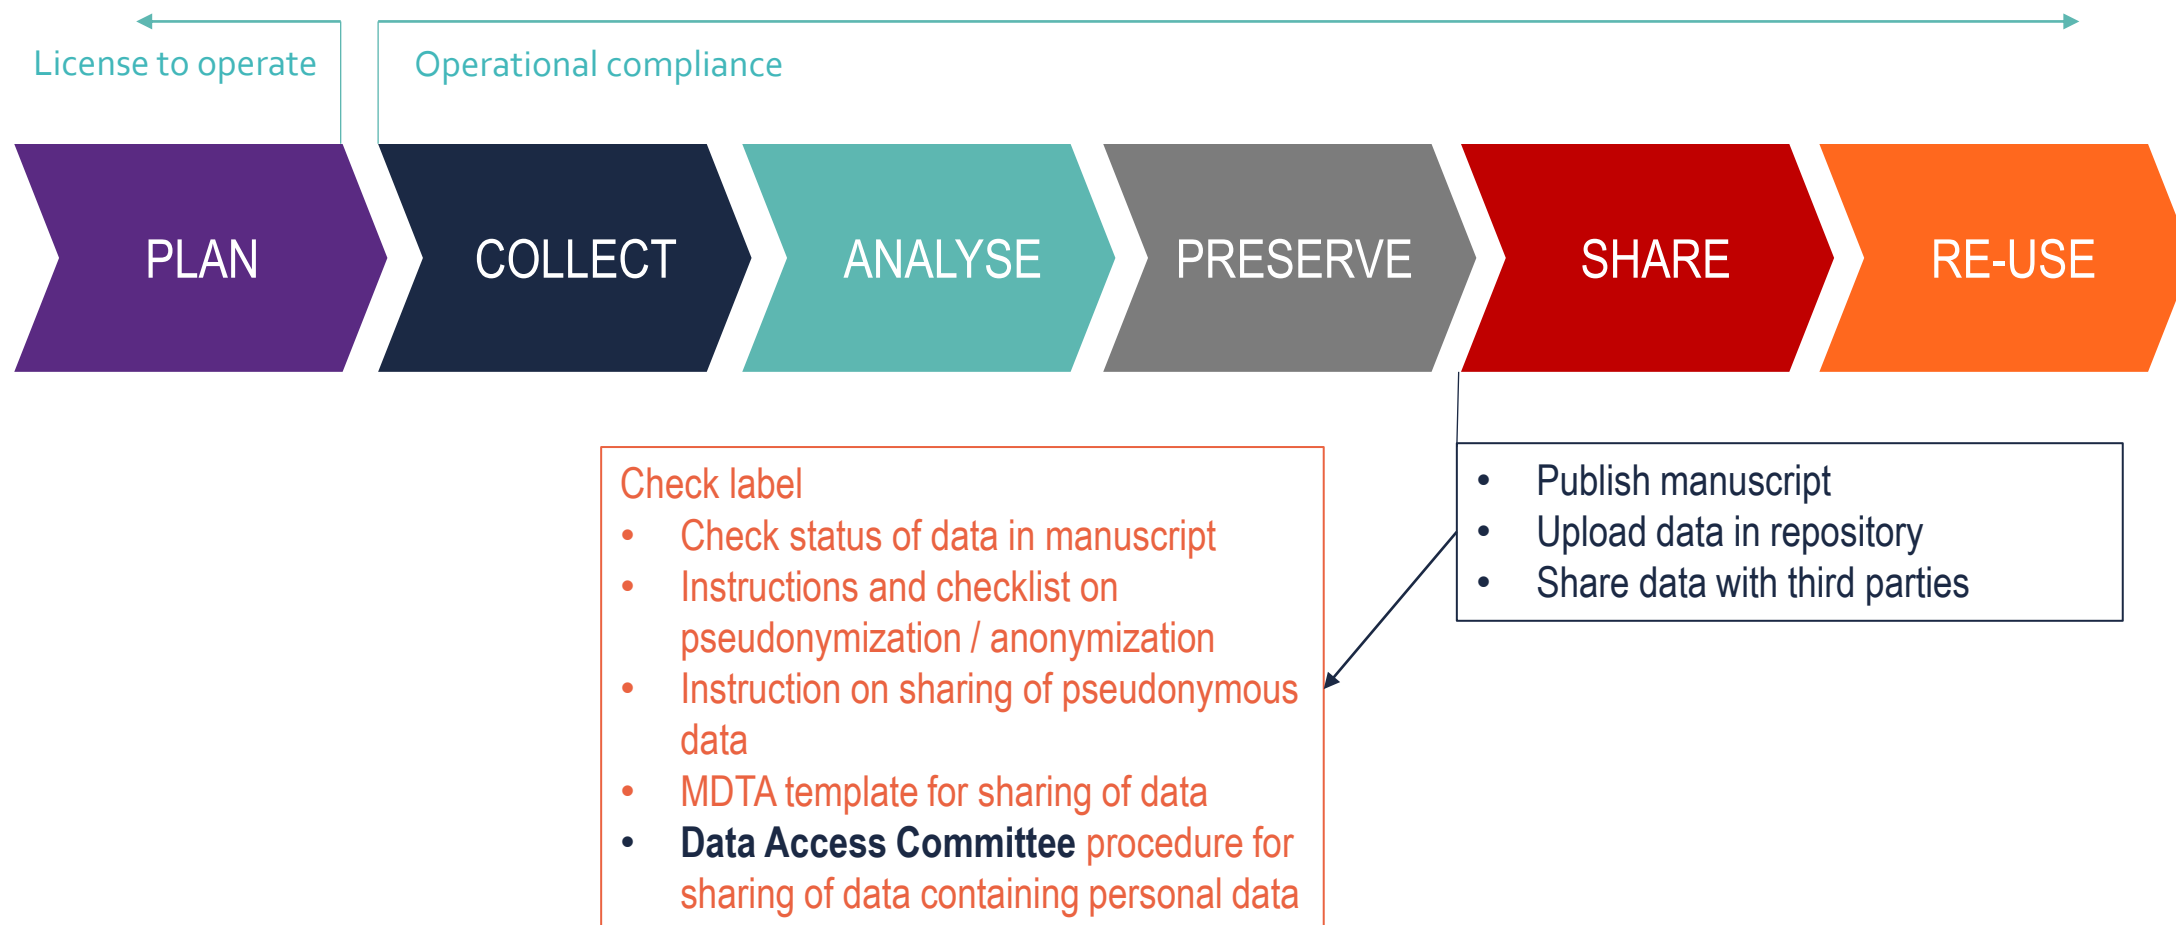 License to operate
Operational compliance
PLAN
COLLECT
ANALYSE
PRESERVE
SHARE
RE-USE
Check label
• Check status of data in manuscript
• Instructions and checklist on
pseudonymization / anonymization
• Instruction on sharing of pseudonymous
data
• MDTA template for sharing of data
• Data Access Committee procedure for
sharing of data containing personal data
• Publish manuscript
• Upload data in repository
• Share data with third parties